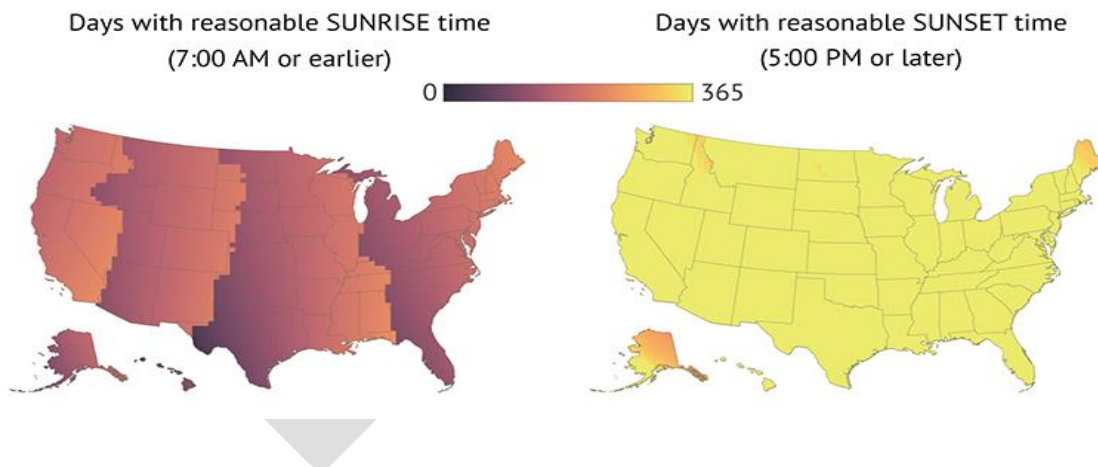 Days with reasonable SUNRISE time
(7:00 AM or earlier)
Days with reasonable SUNSET time
(5:00 PM or later)
0
365